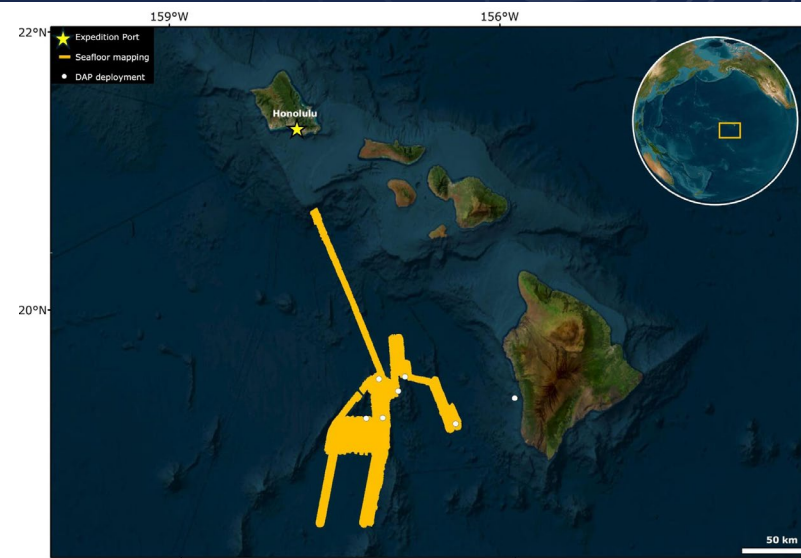 159°W
156°W
22°N
Expedition Port
Seafloor mapping
DAP deployment
Honolulu
20°N
50 km